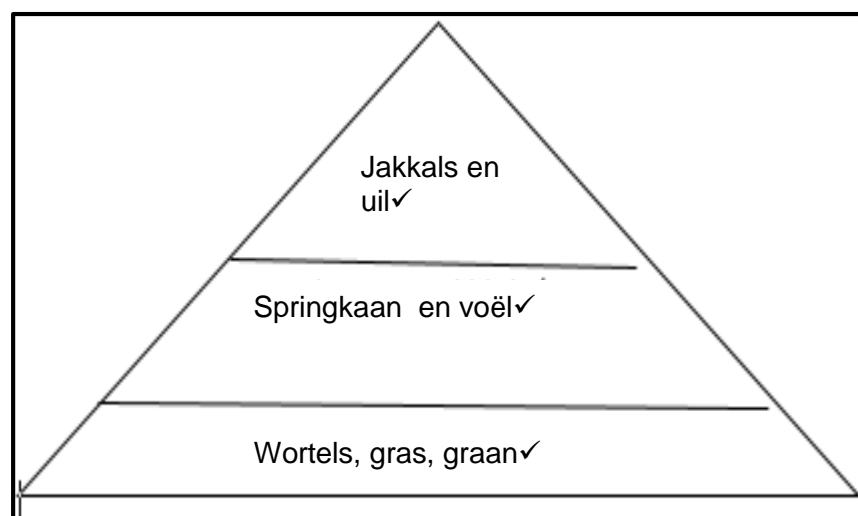 Jakkals en
uil✓
Springkaan en voël✓
Wortels, gras, graan✓